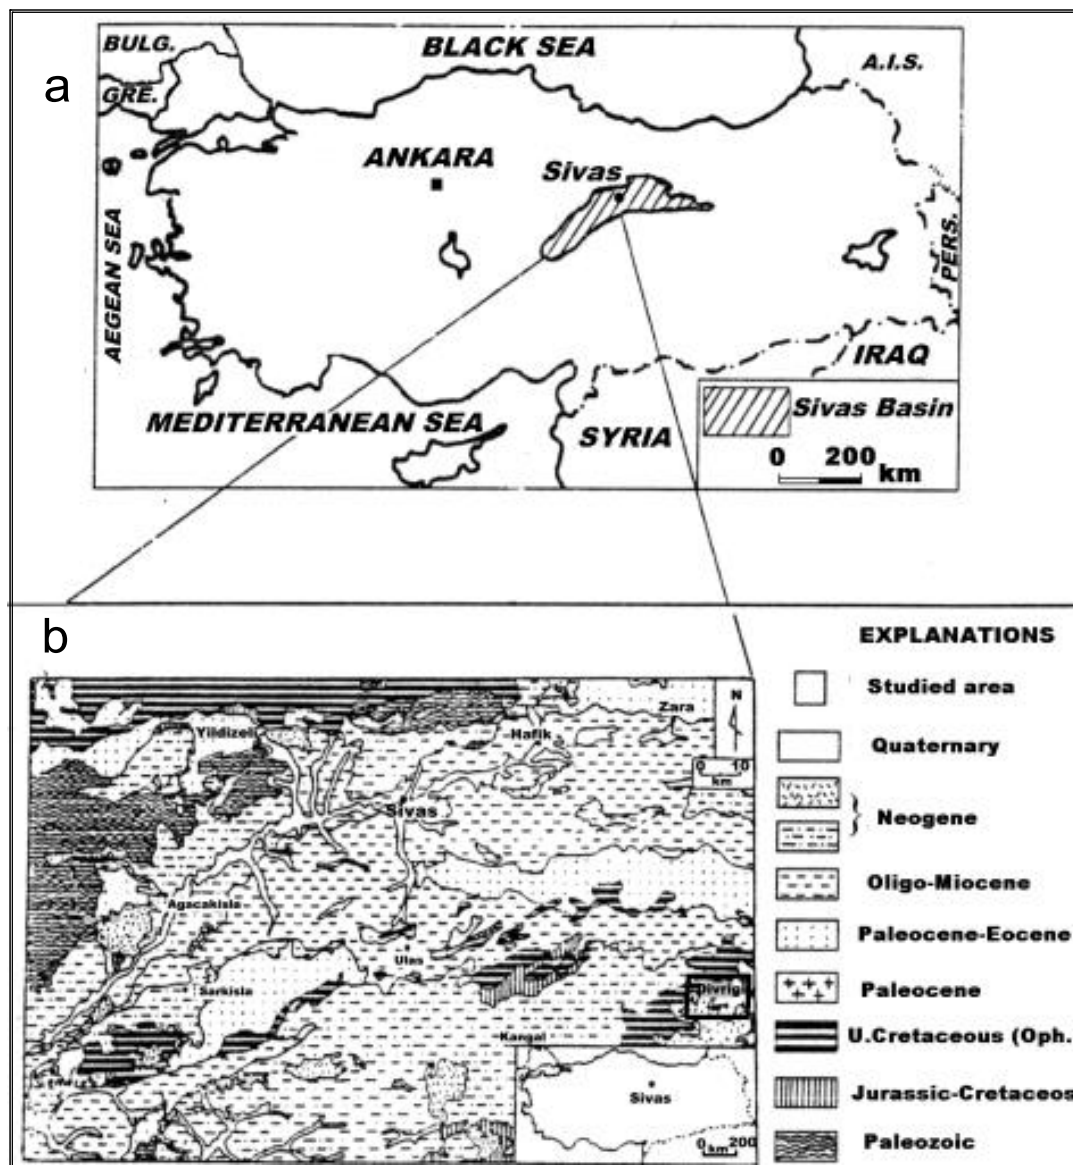 a
BULG.
BLACK SEA
A.I.S.
GRE.
ANKARA
Sivas
AEGEAN SEA
PERS.
IRAQ
MEDITERRANEAN SEA
SYRIA
Sivas Basin
0 200 km
b
EXPLANATIONS
Studied area
Quaternary
Neogene
Oligo-Miocene
Paleocene-Eocene
Paleocene
U.Cretaceous (Oph.
Jurassic-Cretaceos
Paleozoic
N
Zara
Yildizeli
Hafik
0 10
km
Sivas
Agacakisla
Ulas
Sarkisla
Divrigi
Kangal
Sivas
0 200
km